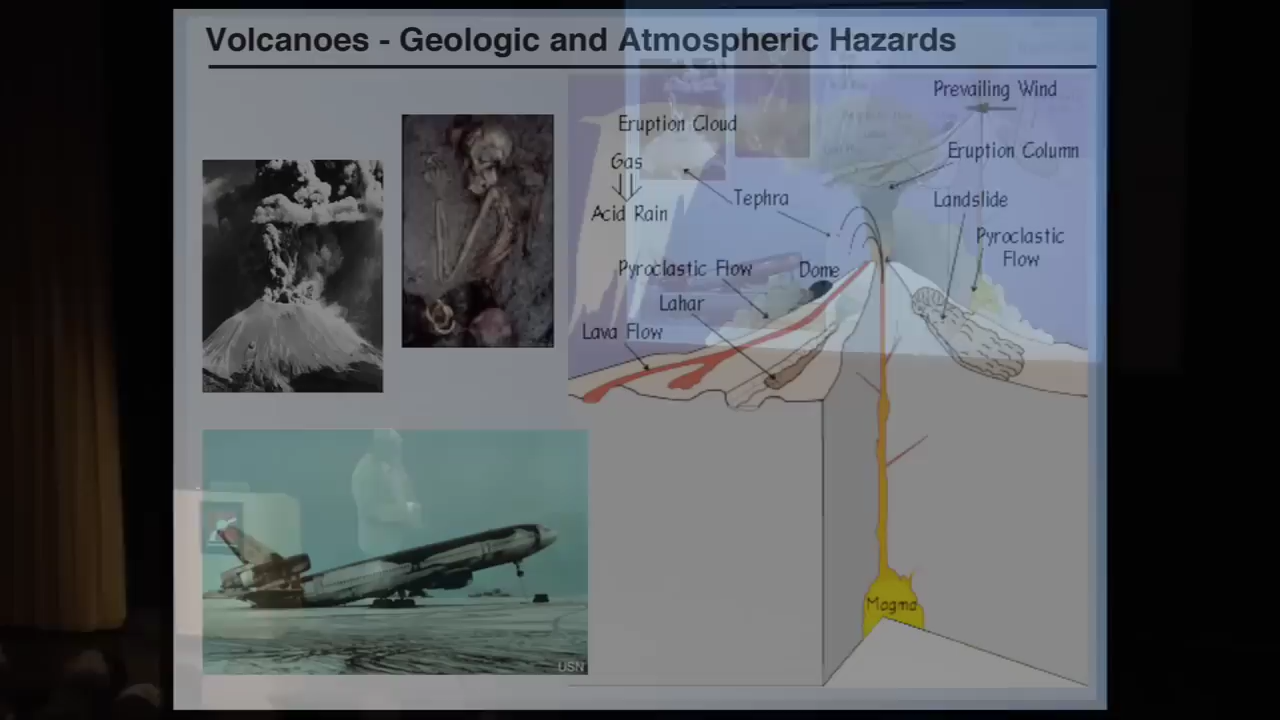 Volcanoes - Geologic and Atmospheric Hazards
Prevailing Wind
Eruption Cloud
Eruption Column
Gas
Tephra
Landslide
Acid Rain
Pyroclastic
Flow
Pyroclastic Flow
Dome
Lahar
Lava Flow
Magma
USN